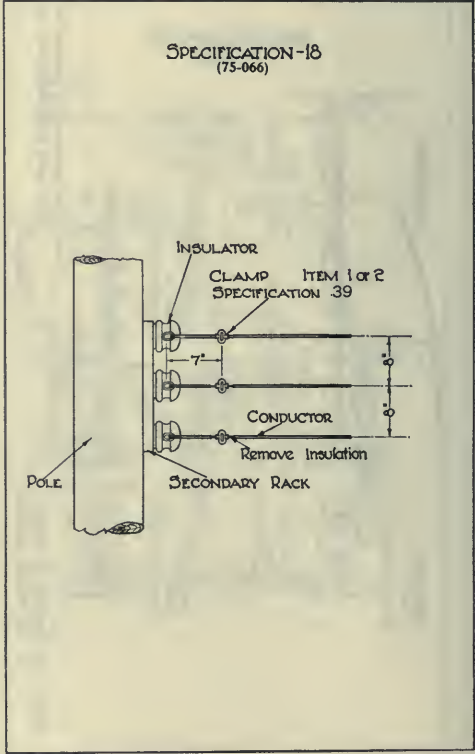 SPECIFICATION-18
(75-066)
INSULATOR
CLAMP ITEM 1 or 2
SPECIFICATION 39
7"
8"
8"
CONDUCTOR
Remove Insulation
POLE
SECONDARY RACK